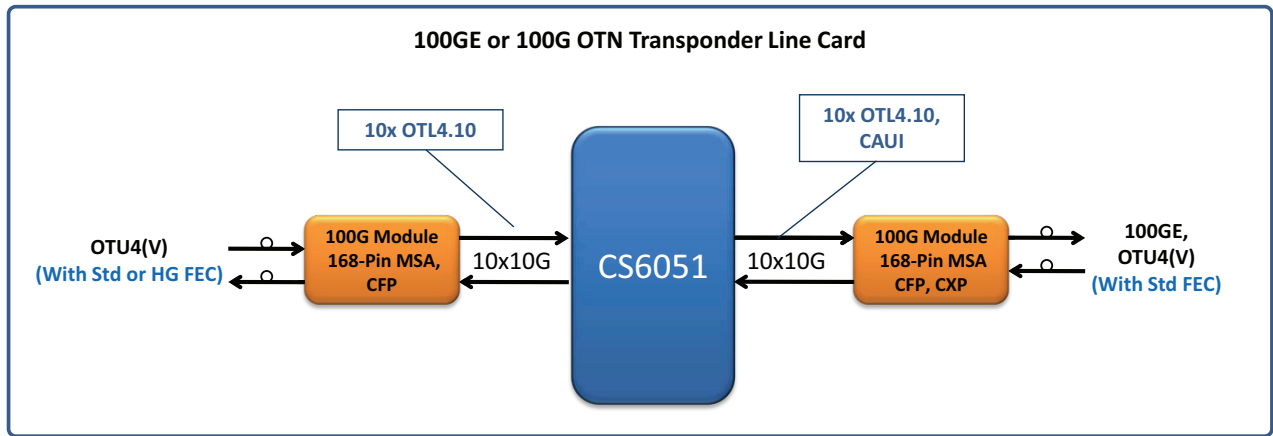 100GE or 100G OTN Transponder Line Card
10x OTL4.10
10x OTL4.10,
CAUI
OTU4(V)
(With Std or HG FEC)
100G Module
168-Pin MSA,
CFP
10x10G
CS6051
10x10G
100G Module
168-Pin MSA
CFP, CXP
100GE,
OTU4(V)
(With Std FEC)